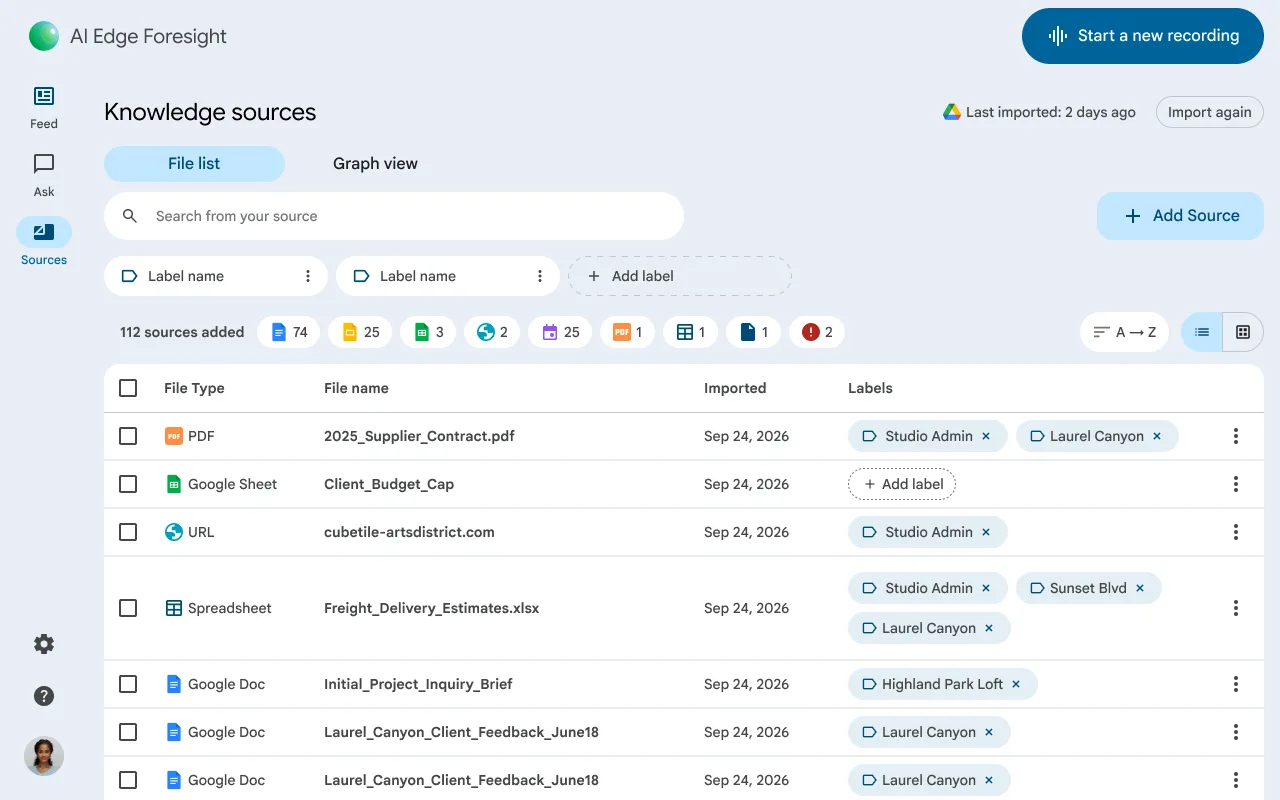 AI Edge Foresight
Start a new recording
Feed
Ask
Sources
Knowledge sources
Last imported: 2 days ago
Import again
File list
Graph view
Search from your source
Add Source
Label name
Label name
Add label
112 sources added
74
25
3
2
25
PDF 1
1
1
2
A → Z
File Type File name Imported Labels
PDF PDF 2025_Supplier_Contract.pdf Sep 24, 2026 Studio Admin × Laurel Canyon ×
Google Sheet Client_Budget_Cap Sep 24, 2026 + Add label
URL cubetile-artsdistrict.com Sep 24, 2026 Studio Admin ×
Spreadsheet Freight_Delivery_Estimates.xlsx Sep 24, 2026 Studio Admin × Sunset Blvd ×
Laurel Canyon ×
Google Doc Initial_Project_Inquiry_Brief Sep 24, 2026 Highland Park Loft ×
Google Doc Laurel_Canyon_Client_Feedback_June18 Sep 24, 2026 Laurel Canyon ×
Google Doc Laurel_Canyon_Client_Feedback_June18 Sep 24, 2026 Laurel Canyon ×